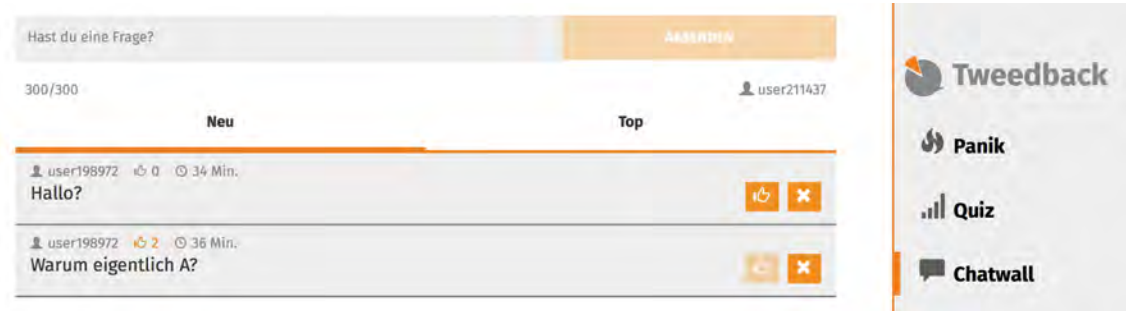 Hast du eine Frage?
ABSENDEN
300/300
user211437
Neu
Top
user198972 0 34 Min.
Hallo?
user198972 2 36 Min.
Warum eigentlich A?
Tweedback
Panik
Quiz
Chatwall